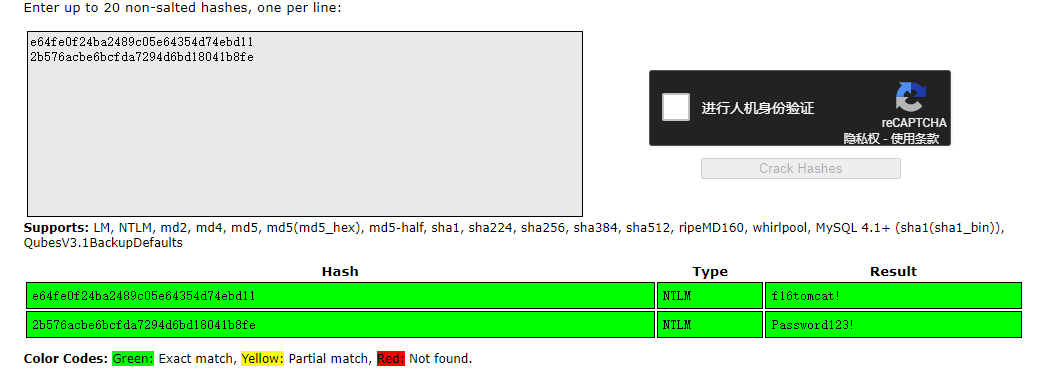 Enter up to 20 non-salted hashes, one per line:
e64fe0f24ba2489c05e64354d74ebd11
2b576acbe6bcfda7294d6bd18041b8fe
进行人机身份验证
reCAPTCHA
隐私权 - 使用条款
Crack Hashes
Supports: LM, NTLM, md2, md4, md5, md5(md5_hex), md5-half, sha1, sha224, sha256, sha384, sha512, ripeMD160, whirlpool, MySQL 4.1+ (sha1(sha1_bin)),
QubesV3.1BackupDefaults
Hash Type Result
e64fe0f24ba2489c05e64354d74ebd11 NTLM f16tomcat!
2b576acbe6bcfda7294d6bd18041b8fe NTLM Password123!
Color Codes: Green: Exact match, Yellow: Partial match, Red: Not found.